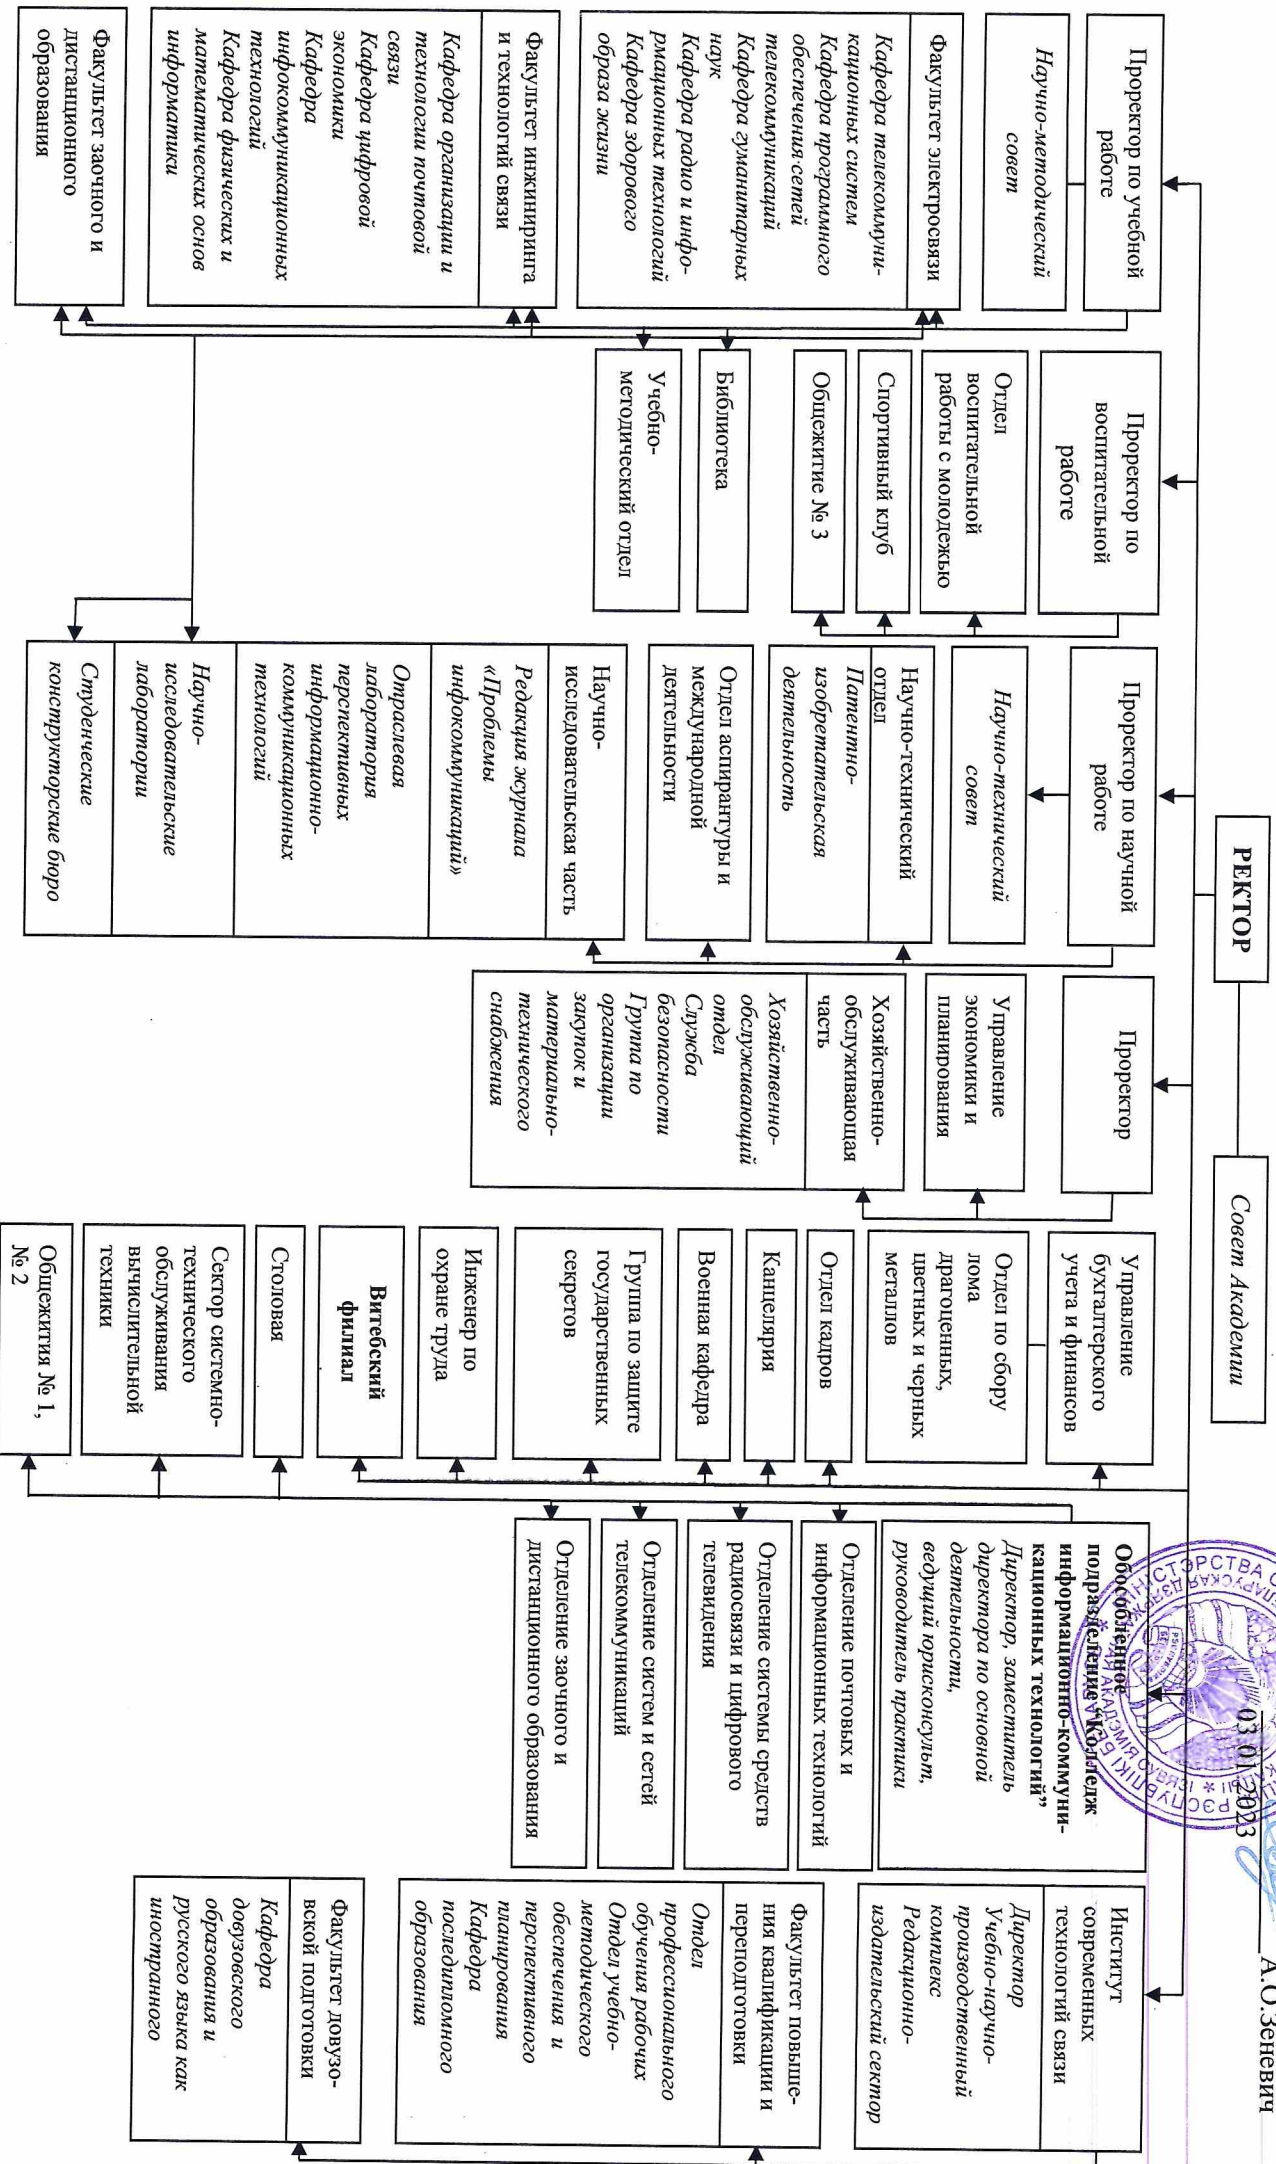 А.О.Зеневич
03 01 2023
РЕКТОР
Совет Академии
Проректор по учебной
работе
Научно-методический
совет
Факультет электросвязи
Кафедра телекоммуни-
кационных систем
Кафедра программного
обеспечения сетей
телекоммуникаций
Кафедра гуманитарных
наук
Кафедра радио и инфо-
рмационных технологий
Кафедра здорового
образа жизни
Факультет инжиниринга
и технологий связи
Кафедра организации и
технологии почтовой
связи
Кафедра цифровой
экономики
Кафедра
инфокоммуникационных
технологий
Кафедра физических и
математических основ
информатики
Факультет заочного и
дистанционного
образования
Проректор по
воспитательной
работе
Отдел
воспитательной
работы с молодежью
Спортивный клуб
Общежитие № 3
Библиотека
Учебно-
методический отдел
Проректор по научной
работе
Научно-технический
совет
Научно-технический
отдел
Патентно-
изобретательская
деятельность
Отдел аспирантуры и
международной
деятельности
Научно-
исследовательская часть
Редакция журнала
«Проблемы
инфокоммуникаций»
Отраслевая
лаборатория
перспективных
информационно-
коммуникационных
технологий
Научно-
исследовательские
лаборатории
Студенческие
конструкторские бюро
Проректор
Управление
экономики и
планирования
Хозяйственно-
обслуживающая
часть
Хозяйственно-
обслуживающий
отдел
Служба
безопасности
Группа по
организации
закупок и
материально-
технического
снабжения
Управление
бухгалтерского
учета и финансов
Отдел по сбору
лома
драгоценных,
цветных и черных
металлов
Отдел кадров
Канцелярия
Военная кафедра
Группа по защите
государственных
секретов
Инженер по
охране труда
Витебский
филиал
Столовая
Сектор системно-
технического
обслуживания
вычислительной
техники
Общежития № 1,
№ 2
Обособленное
подразделение “Колледж
информационно-коммуни-
кационных технологий”
Директор, заместитель
директора по основной
деятельности,
ведущий юрисконсульт,
руководитель практики
Отделение почтовых и
информационных технологий
Отделение системы средств
радиосвязи и цифрового
телевидения
Отделение систем и сетей
телекоммуникаций
Отделение заочного и
дистанционного образования
Институт
современных
технологий связи
Директор
Учебно-научно-
производственный
комплекс
Редакционно-
издательский сектор
Факультет повыше-
ния квалификации и
переподготовки
Отдел
профессионального
обучения рабочих
Отдел учебно-
методического
обеспечения и
перспективного
планирования
Кафедра
последипломного
образования
Факультет довузо-
вской подготовки
Кафедра
довузовского
образования и
русского языка как
иностранного